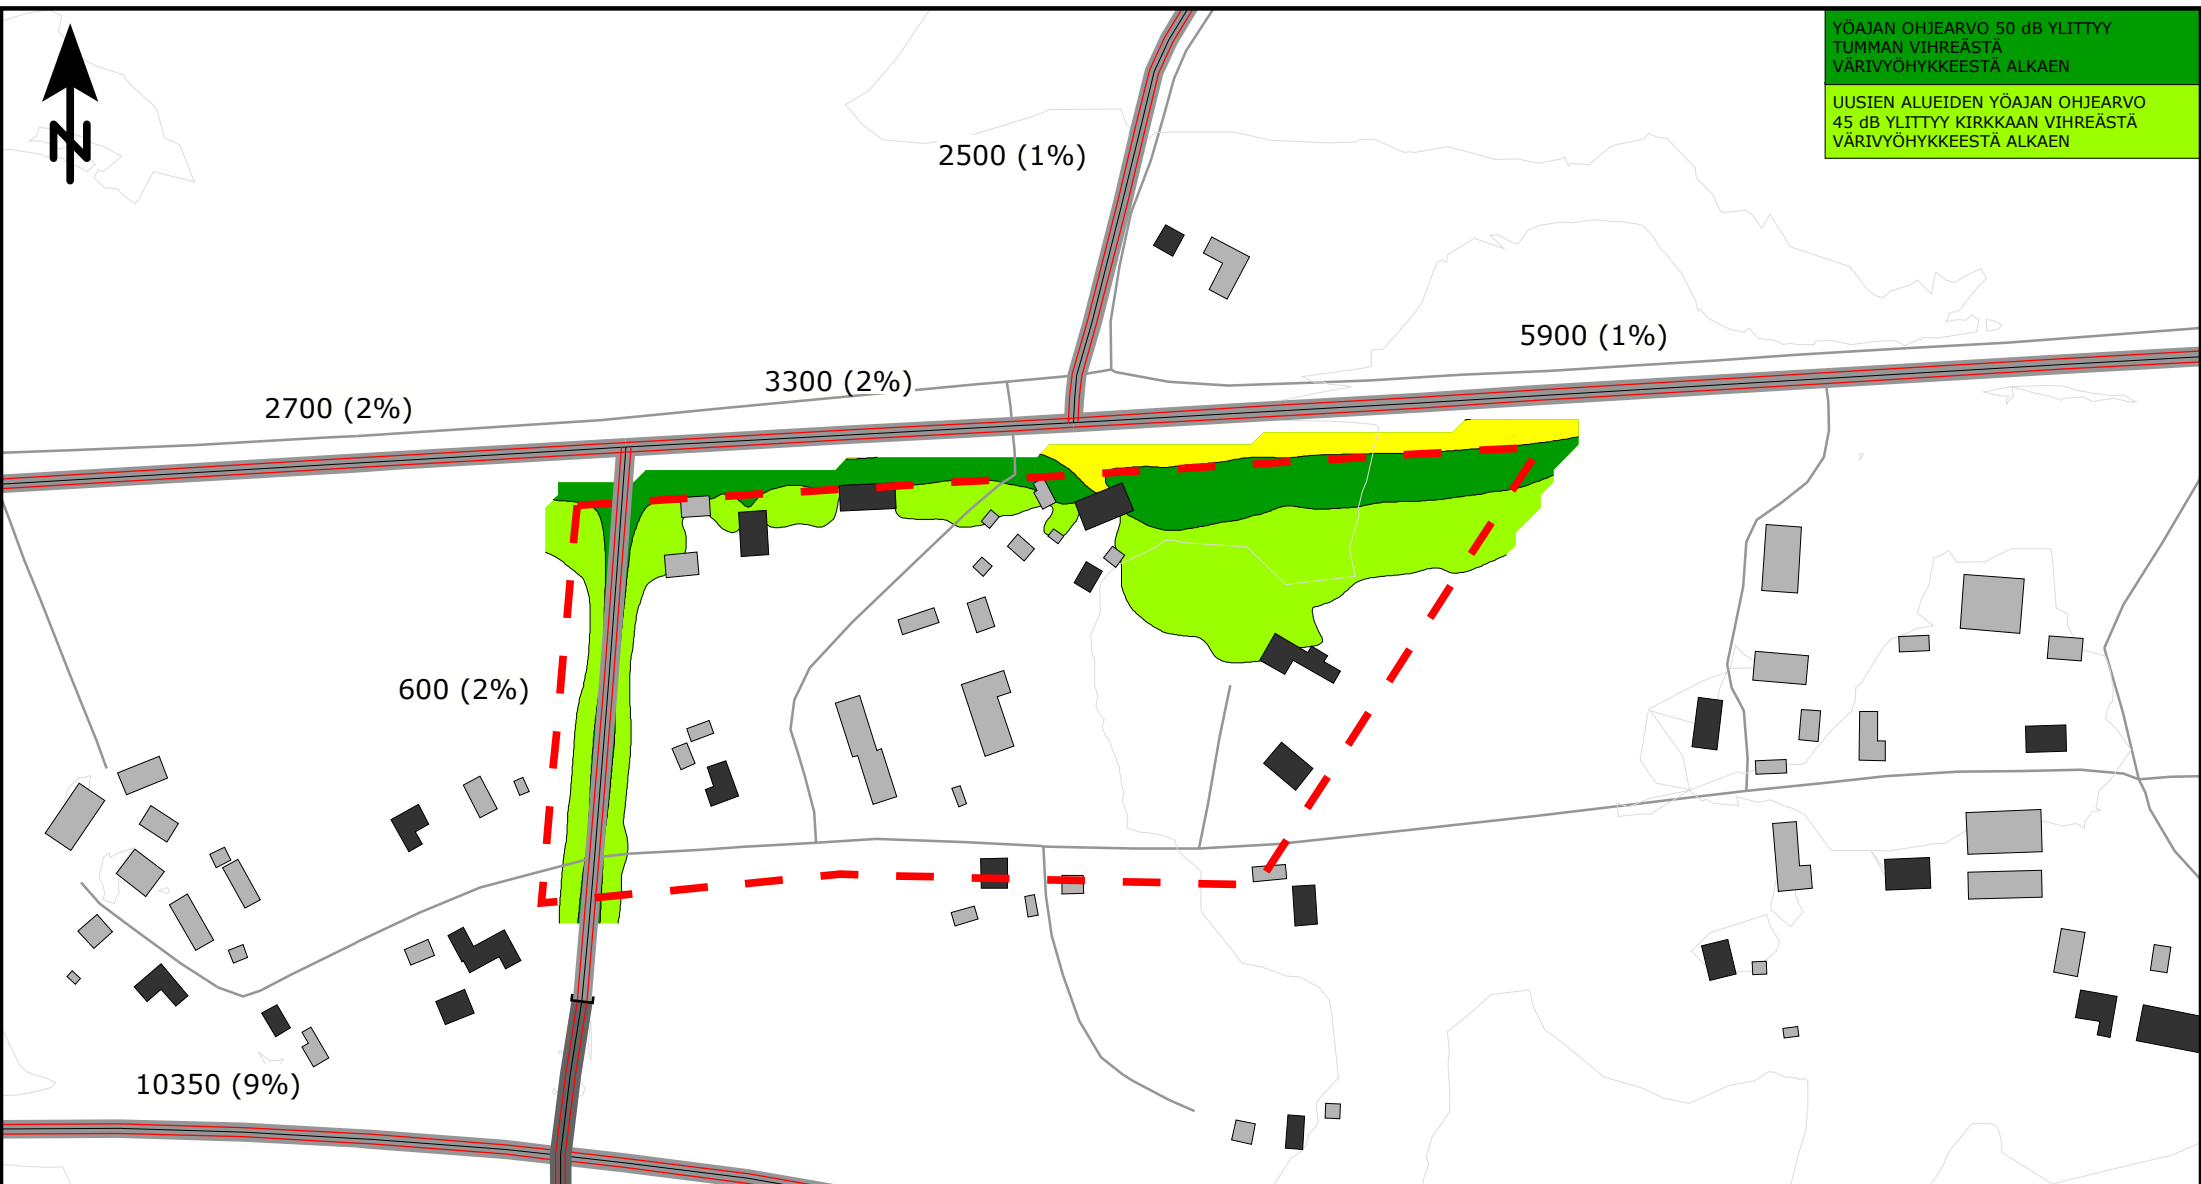 YÖAJAN OHJEARVO 50 dB YLITTYY
TUMMAN VIHREÄSTÄ
VÄRIVYÖHYKKEESTÄ ALKAEN
UUSIEN ALUEIDEN YÖAJAN OHJEARVO
45 dB YLITTYY KIRKKAAN VIHREÄSTÄ
VÄRIVYÖHYKKEESTÄ ALKAEN
N
2500 (1%)
5900 (1%)
3300 (2%)
2700 (2%)
600 (2%)
10350 (9%)